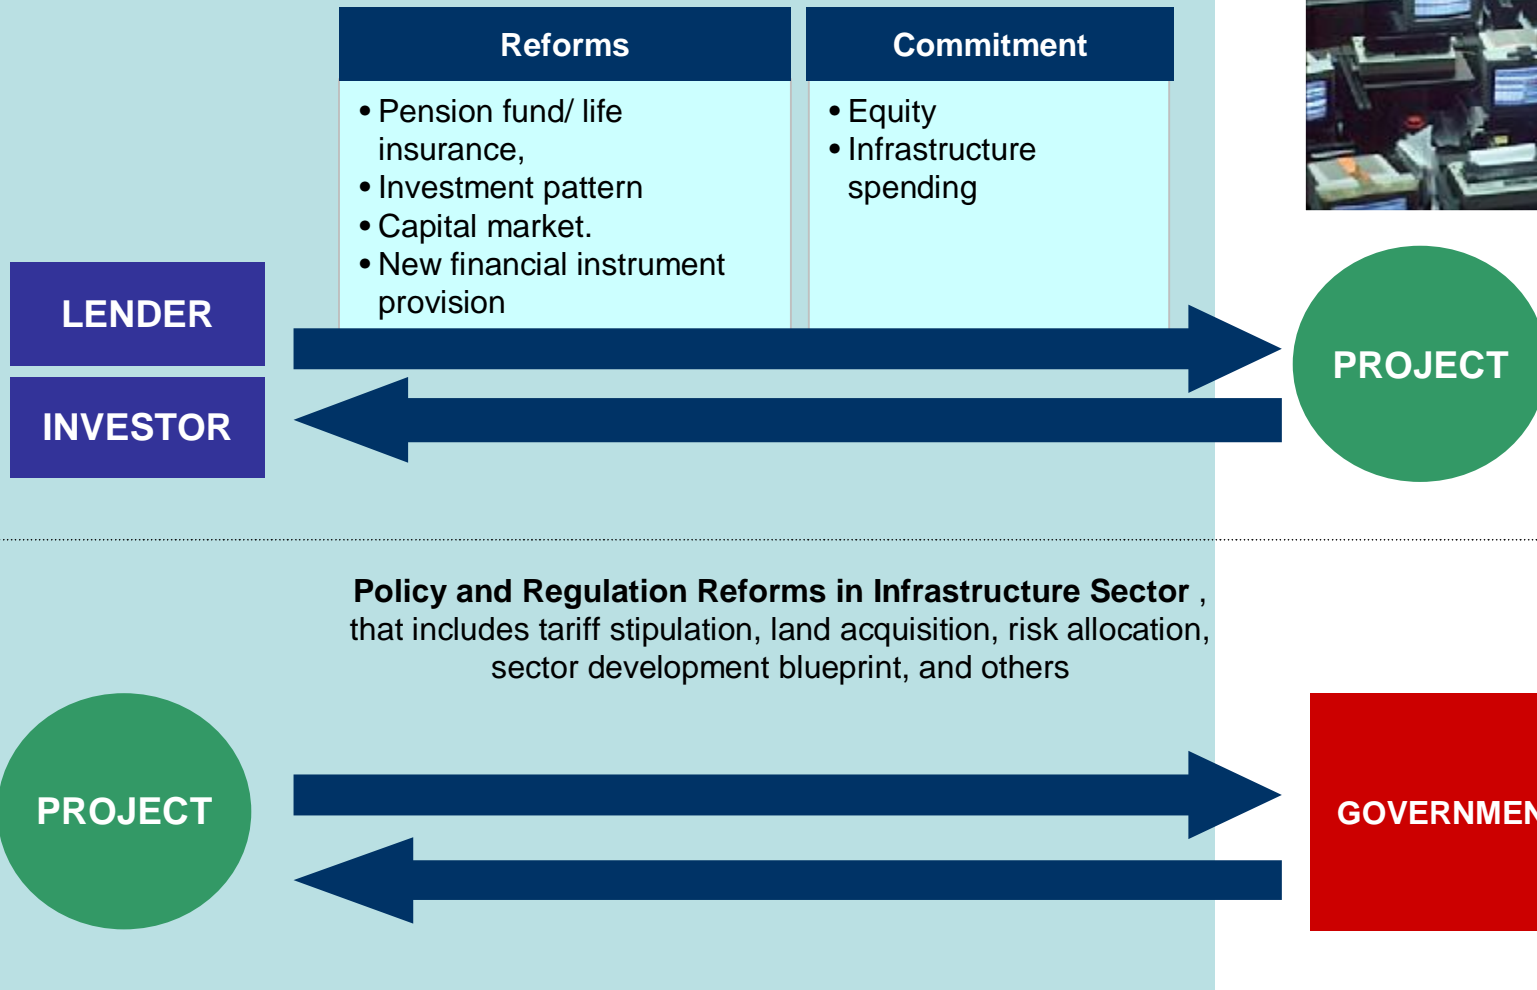 Reforms
Commitment
• Pension fund/ life
insurance,
• Investment pattern
• Capital market.
• New financial instrument
provision
• Equity
• Infrastructure
spending
LENDER
INVESTOR
PROJECT
Policy and Regulation Reforms in Infrastructure Sector ,
that includes tariff stipulation, land acquisition, risk allocation,
sector development blueprint, and others
PROJECT
GOVERNMEN